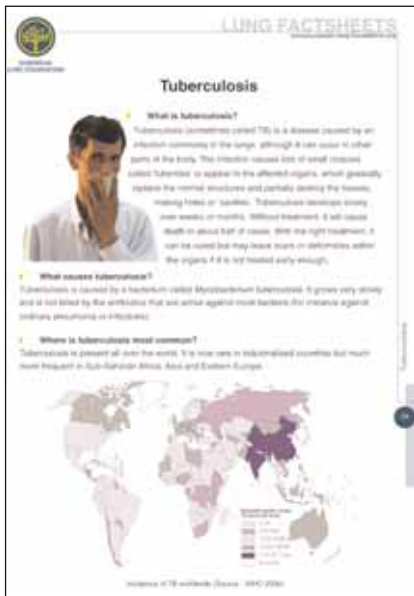 LUNG FACTSHEETS
EUROPEAN
LUNG FOUNDATION
Tuberculosis
What is tuberculosis?
Tuberculosis (sometimes called TB) is a disease caused by an
infection commonly in the lungs, although it can occur in other
parts of the body. The infection causes lots of small nodules
called 'tubercles' to appear in the affected organs, which gradually
replace the normal structures and partially destroy the tissues,
making holes or 'cavities'. Tuberculosis develops slowly
over weeks or months. Without treatment, it will cause
death in about half of cases. With the right treatment, it
can be cured but may leave scars or deformities within
the organs if it is not treated early enough.
What causes tuberculosis?
Tuberculosis is caused by a bacterium called Mycobacterium tuberculosis. It grows very slowly
and is not killed by the antibiotics that are active against most bacteria (for instance against
ordinary pneumonia or infections).
Where is tuberculosis most common?
Tuberculosis is present all over the world. It is now rare in industrialised countries but much
more frequent in Sub-Saharan Africa, Asia and Eastern Europe.
Tuberculosis
Incidence of TB worldwide (Source - WHO 2006)